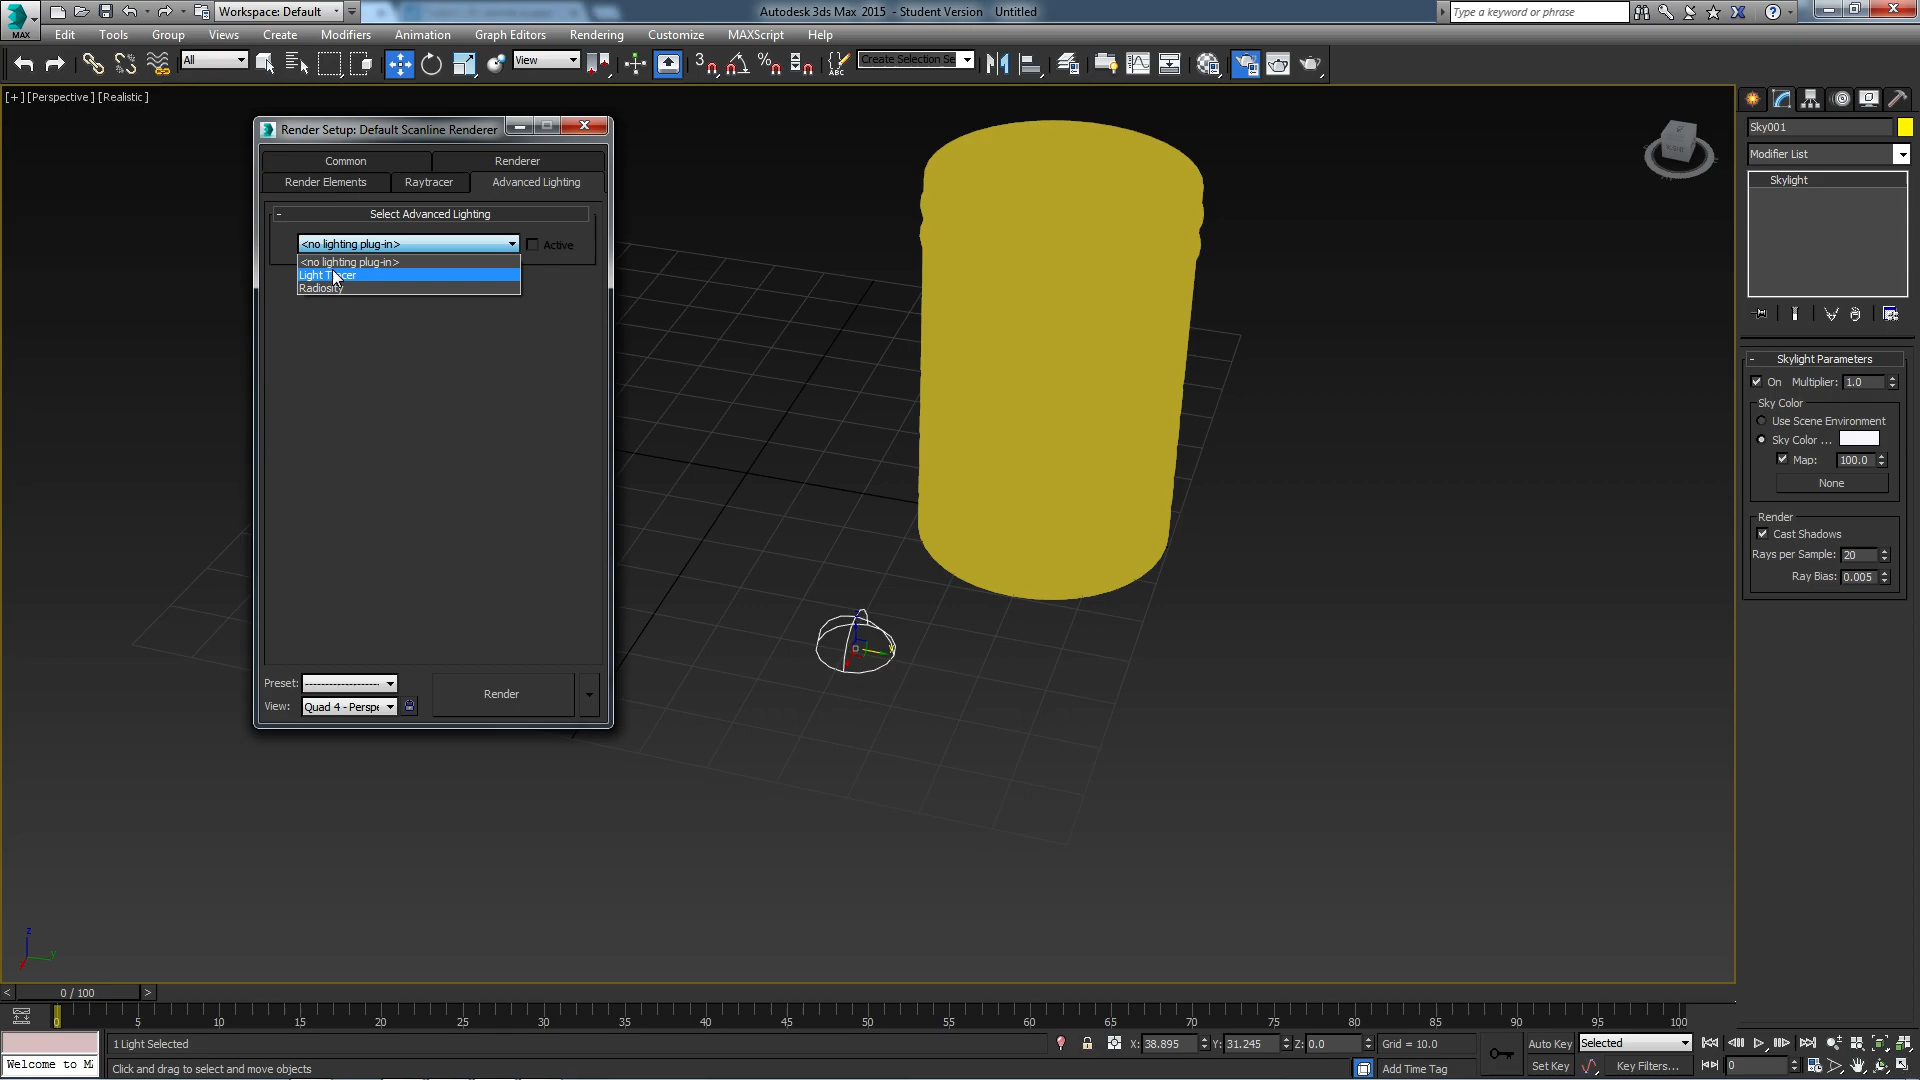 Workspace: Default
Autodesk 3ds Max 2015 - Student Version Untitled
Type a keyword or phrase
MAX
Edit Tools Group Views Create Modifiers Animation Graph Editors Rendering Customize MAXScript Help
All
View
3
%
ABC
Create Selection Se
[+] [Perspective] [Realistic]
Render Setup: Default Scanline Renderer
Common Renderer
Render Elements Raytracer Advanced Lighting
Select Advanced Lighting
<no lighting plug-in> Active
<no lighting plug-in>
Light Tracer
Radiosity
Preset: --------------------
View: Quad 4 - Perspe
Render
Sky001
Modifier List
Skylight
Skylight Parameters
On Multiplier: 1.0
Sky Color
Use Scene Environment
Sky Color ...
Map: 100.0
None
Render
Cast Shadows
Rays per Sample: 20
Ray Bias: 0.005
z
y
0 / 100
0 5 10 15 20 25 30 35 40 45 50 55 60 65 70 75 80 85 90 95 100
1 Light Selected
X: 38.895 Y: 31.245 Z: 0.0 Grid = 10.0
Auto Key Selected
Welcome to M
Click and drag to select and move objects
Add Time Tag
Set Key Key Filters... 0